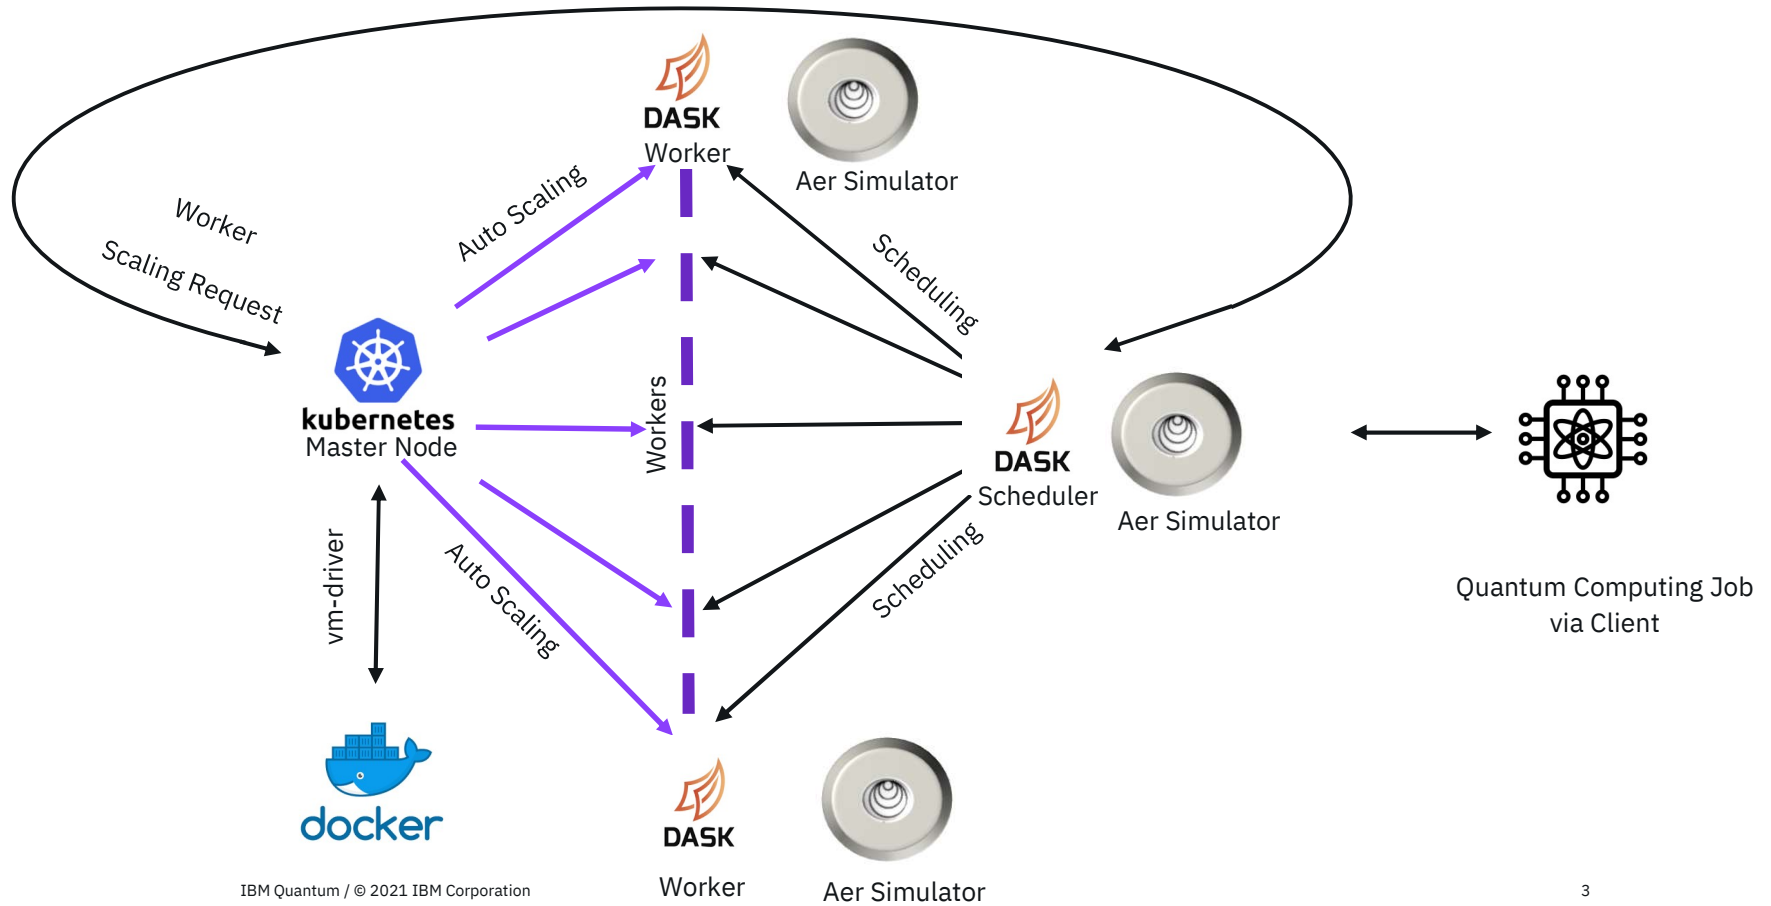 DASK
Worker
Aer Simulator
Auto Scaling
Worker
Scaling Request
Scheduling
kubernetes
Master Node
Workers
DASK
Scheduler
Aer Simulator
Quantum Computing Job
via Client
vm-driver
Auto Scaling
Scheduling
docker
DASK
Worker
Aer Simulator
IBM Quantum / © 2021 IBM Corporation
3